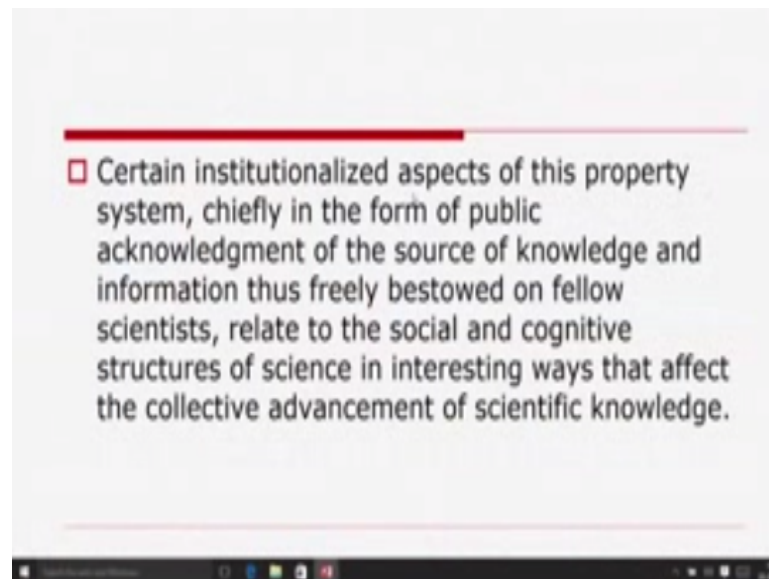 Certain institutionalized aspects of this property
system, chiefly in the form of public
acknowledgment of the source of knowledge and
information thus freely bestowed on fellow
scientists, relate to the social and cognitive
structures of science in interesting ways that affect
the collective advancement of scientific knowledge.